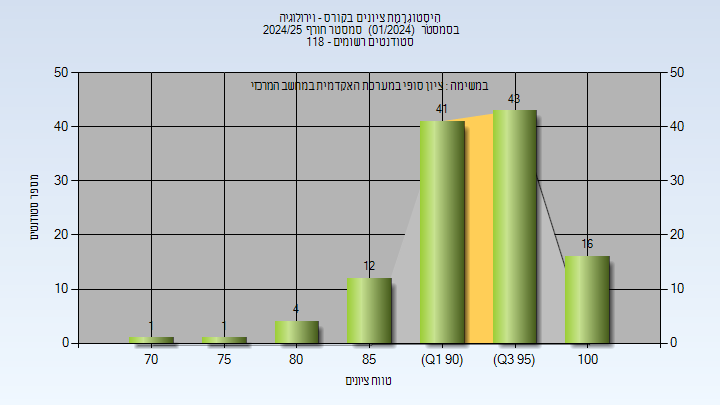 היסטוגרמת ציונים בקורס - וירולוגיה
בסמסטר (01/2024) סמסטר חורף 2024/25
סטודנטים רשומים - 118
במשימה : ציון סופי במערכת האקדמית במחשב המרכזי
50 50
40 40
30 30
20 20
10 10
0 0
1 1 4 12 41 43 16
70 75 80 85 (Q1 90) (Q3 95) 100
מספר סטודנטים
טווח ציונים